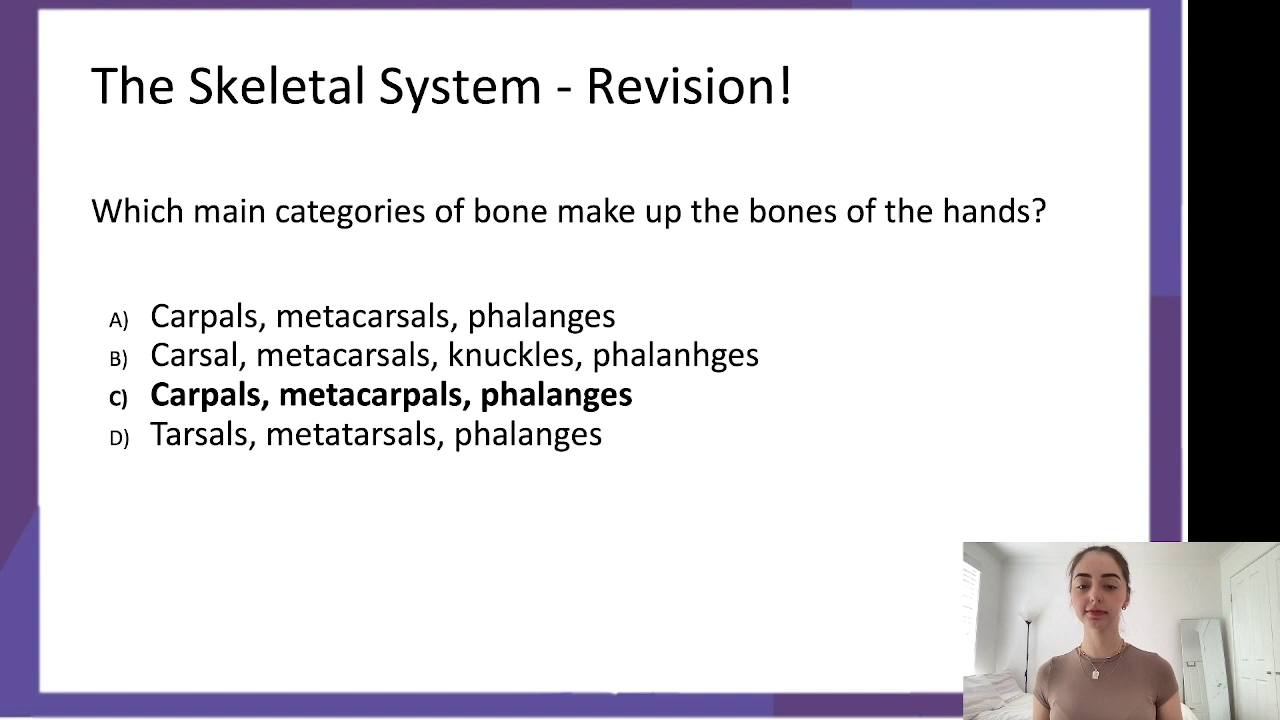 The Skeletal System - Revision!
Which main categories of bone make up the bones of the hands?
A) Carpals, metacarsals, phalanges
B) Carsal, metacarsals, knuckles, phalanhges
C) Carpals, metacarpals, phalanges
D) Tarsals, metatarsals, phalanges